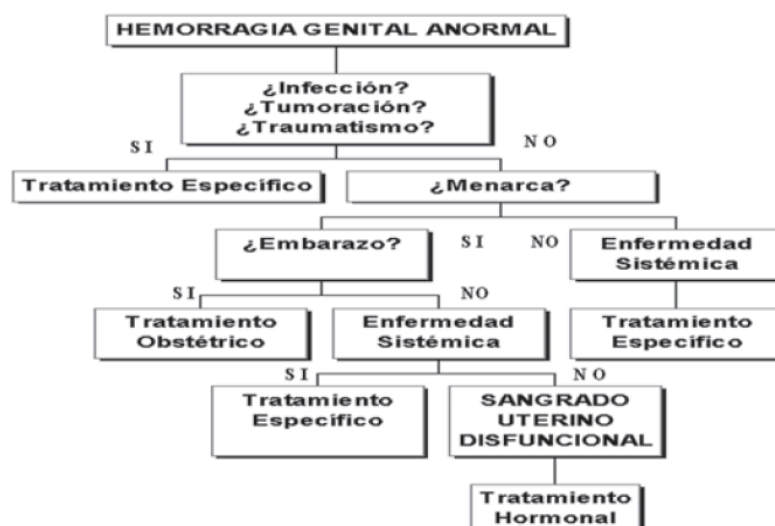 HEMORRAGIA GENITAL ANORMAL
¿Infección?
¿Tumoración?
¿Traumatismo?
SI
NO
Tratamiento Específico
¿Menarca?
¿Embarazo?
SI
NO
Enfermedad
Sistémica
SI
NO
Tratamiento
Obstétrico
Enfermedad
Sistémica
Tratamiento
Específico
SI
NO
Tratamiento
Específico
SANGRADO
UTERINO
DISFUNCIONAL
Tratamiento
Hormonal